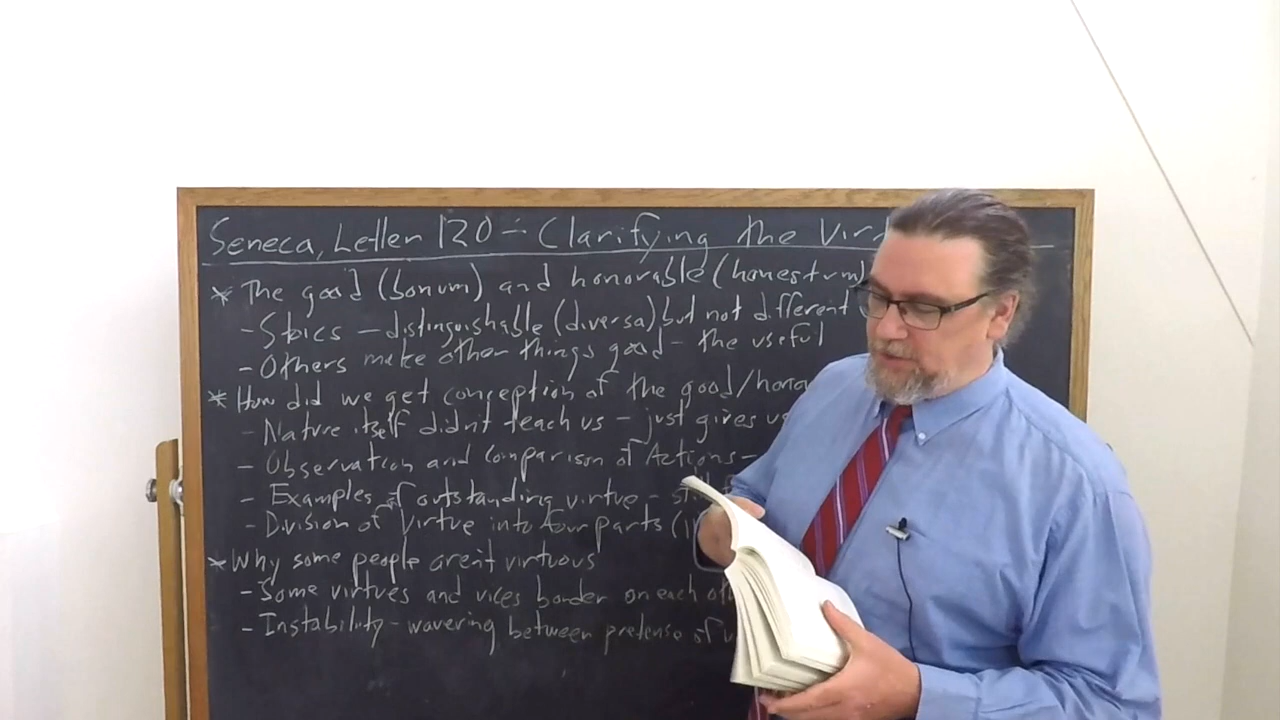 Seneca, Letter 120 – Clarifying the Virt
* The good (bonum) and honorable (honestum)
- Stoics – distinguishable (diversa) but not different
- Others make other things good – the useful
* How did we get conception of the good/honor
- Nature itself didn't teach us – just gives us
- Observation and Comparison of Actions –
- Examples of outstanding virtue –
- Division of Virtue into four parts (
* Why some people aren't virtuous
- Some virtues and vices border on each oth
- Instability – wavering between pretense of